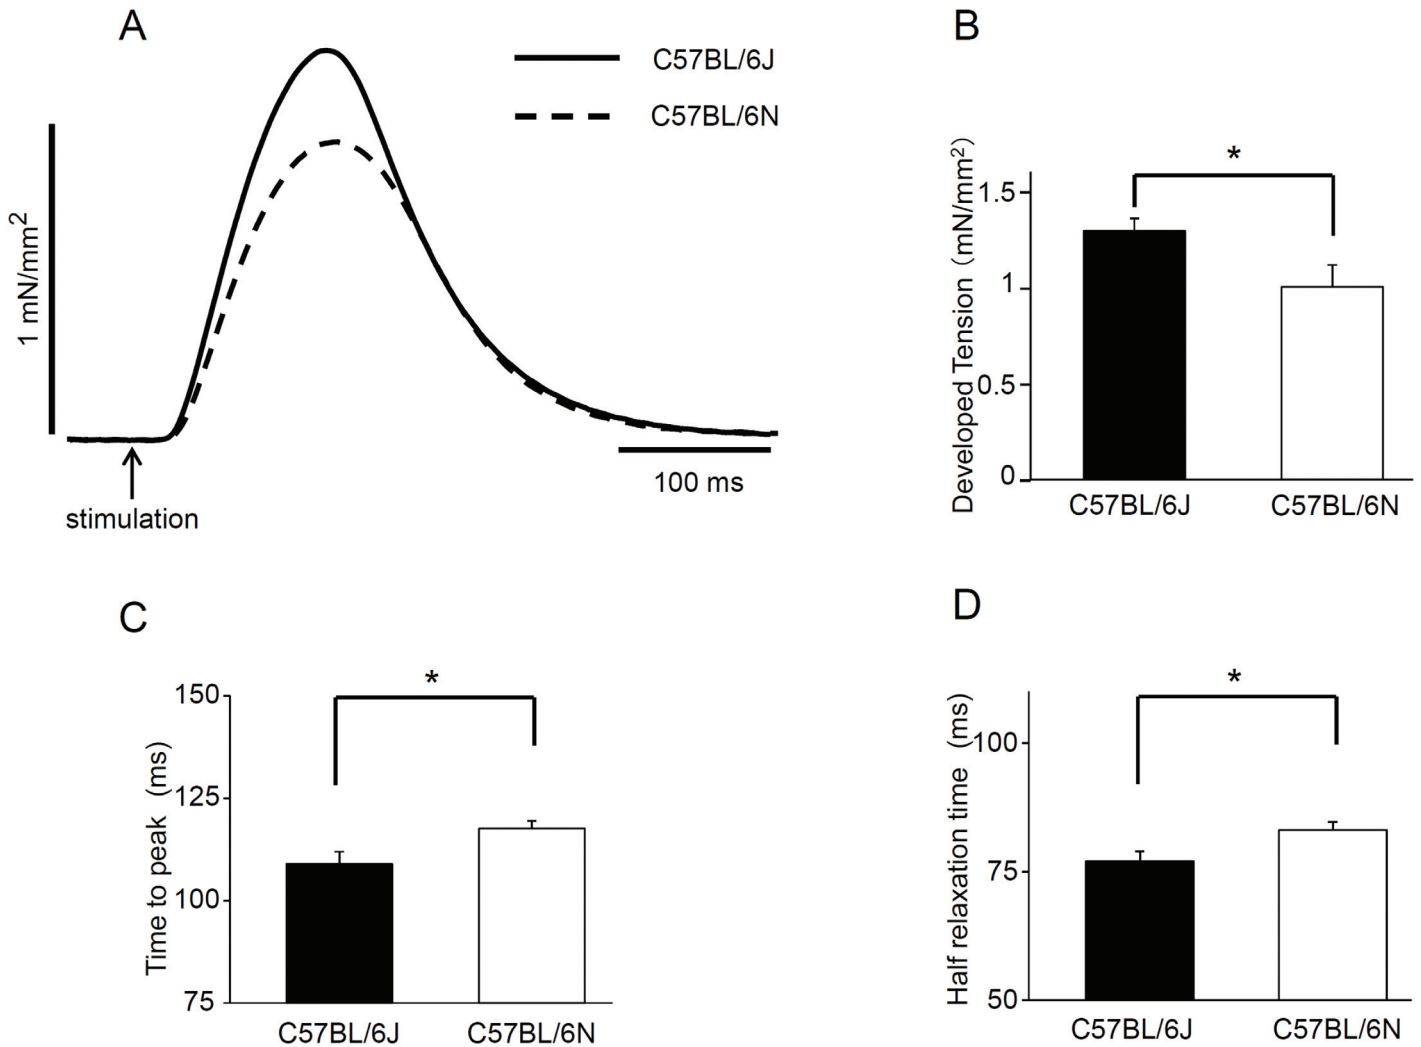 A
C57BL/6J
C57BL/6N
1 mN/mm²
100 ms
stimulation
B
*
Developed Tension (mN/mm²)
1.5
1
0.5
0
C57BL/6J
C57BL/6N
C
*
Time to peak (ms)
150
125
100
75
C57BL/6J
C57BL/6N
D
*
Half relaxation time (ms)
100
75
50
C57BL/6J
C57BL/6N